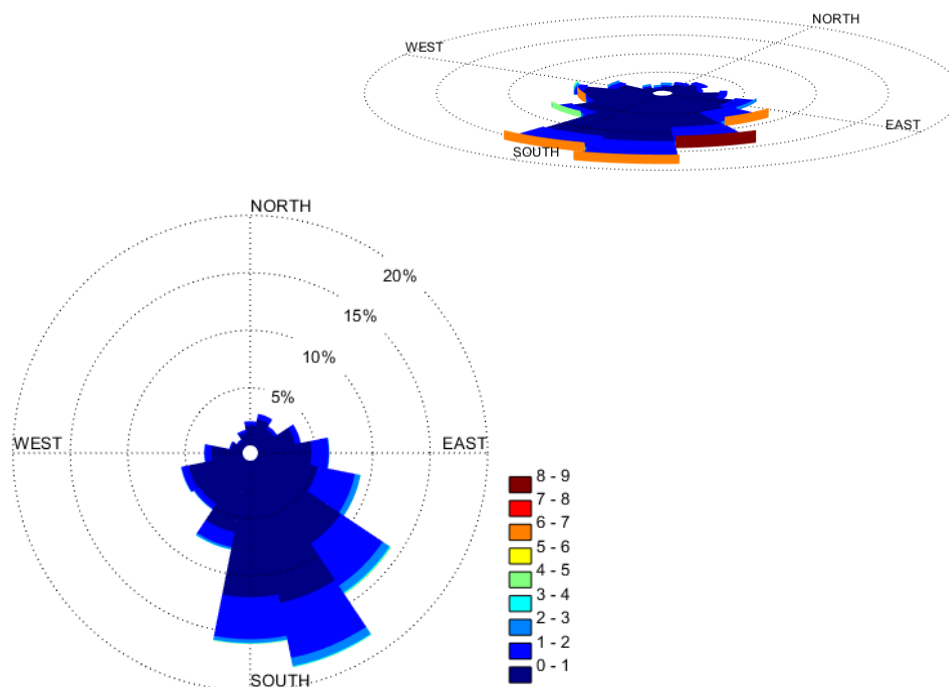 NORTH
WEST
EAST
SOUTH
NORTH
20%
15%
10%
5%
WEST
EAST
SOUTH
8 - 9
7 - 8
6 - 7
5 - 6
4 - 5
3 - 4
2 - 3
1 - 2
0 - 1